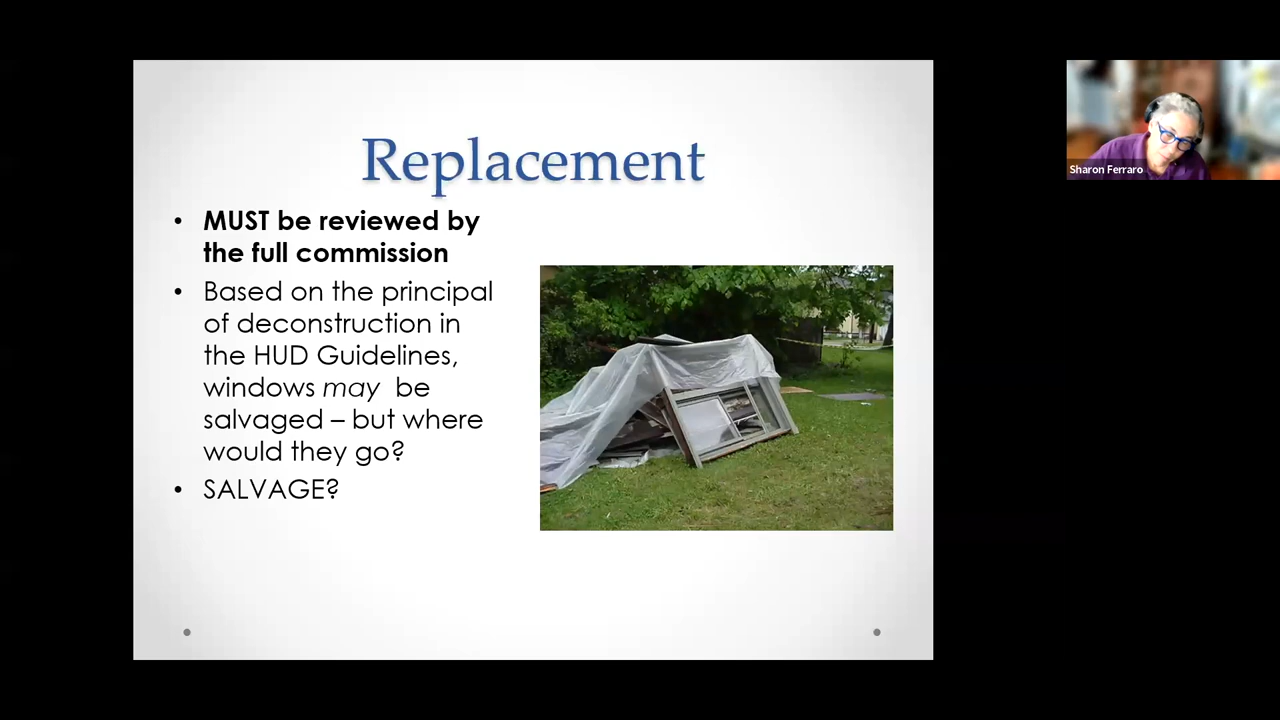 Replacement
• MUST be reviewed by
the full commission
• Based on the principal
of deconstruction in
the HUD Guidelines,
windows may be
salvaged – but where
would they go?
• SALVAGE?
Sharon Ferraro